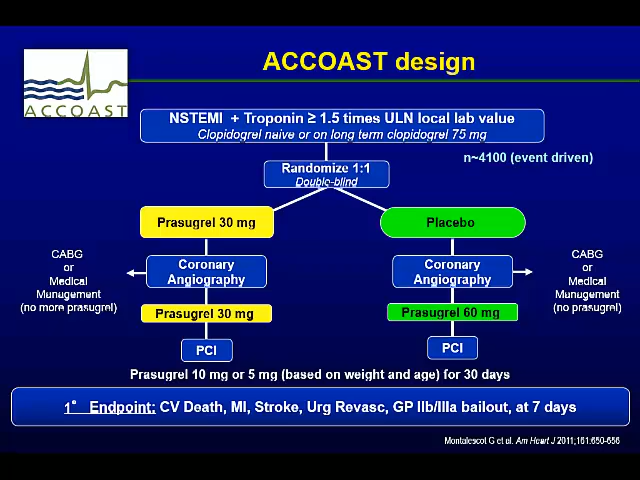 ACCOAST design
ACCOAST
NSTEMI + Troponin ≥ 1.5 times ULN local lab value
Clopidogrel naive or on long term clopidogrel 75 mg
n~4100 (event driven)
Randomize 1:1
Double-blind
Prasugrel 30 mg
Placebo
CABG
or
Medical
Munugement
(no more prasugrel)
Coronary
Angiography
Coronary
Angiography
CABG
or
Medical
Munugement
(no prasugrel)
Prasugrel 30 mg
Prasugrel 60 mg
PCI
PCI
Prasugrel 10 mg or 5 mg (based on weight and age) for 30 days
1° Endpoint: CV Death, MI, Stroke, Urg Revasc, GP IIb/IIIa bailout, at 7 days
Montalescot G et al. Am Heart J 2011;161:650-656